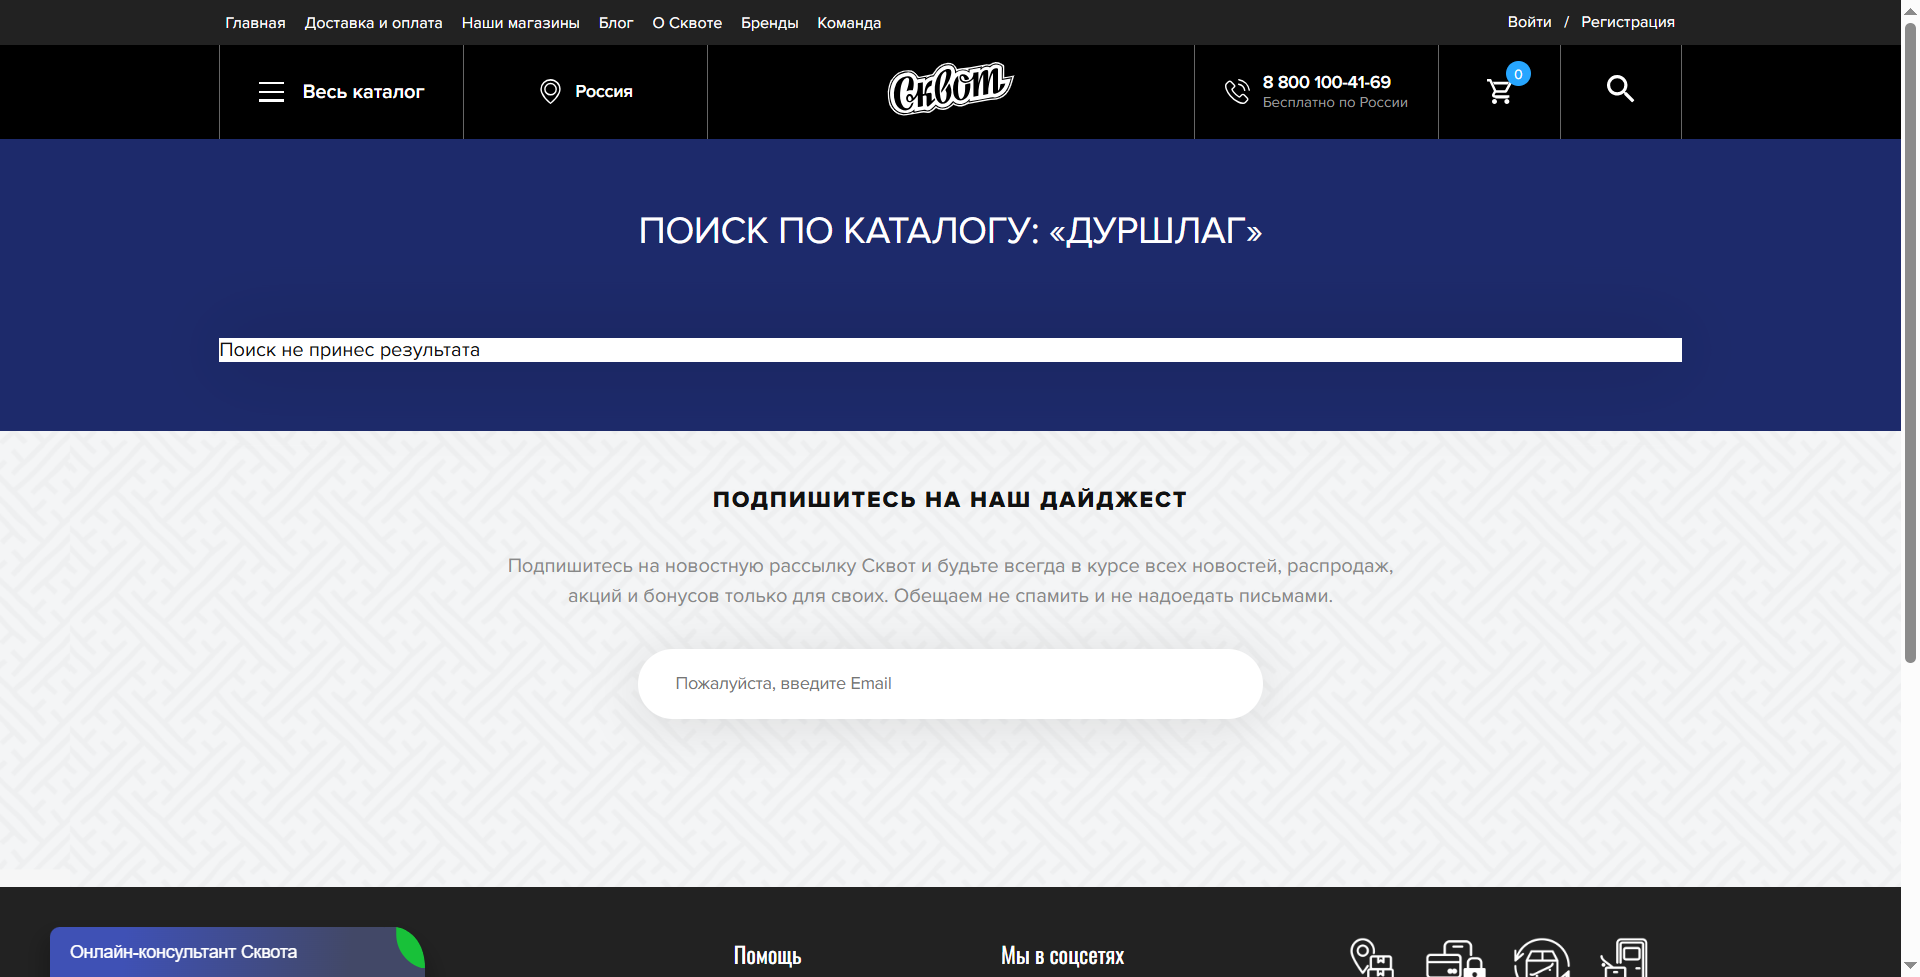 Главная Доставка и оплата Наши магазины Блог О Сквоте Бренды Команда Войти / Регистрация
Весь каталог
Россия
Сквот
8 800 100-41-69
Бесплатно по России
0
ПОИСК ПО КАТАЛОГУ: «ДУРШЛАГ»
Поиск не принес результата
ПОДПИШИТЕСЬ НА НАШ ДАЙДЖЕСТ
Подпишитесь на новостную рассылку Сквот и будьте всегда в курсе всех новостей, распродаж,
акций и бонусов только для своих. Обещаем не спамить и не надоедать письмами.
Пожалуйста, введите Email
Онлайн-консультант Сквота
Помощь
Мы в соцсетях